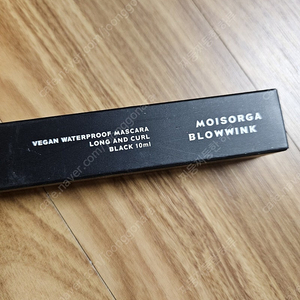 VEGAN WATERPROOF MASCARA
LONG AND CURL
BLACK 10ml
MOISORGA
BLOWWINK